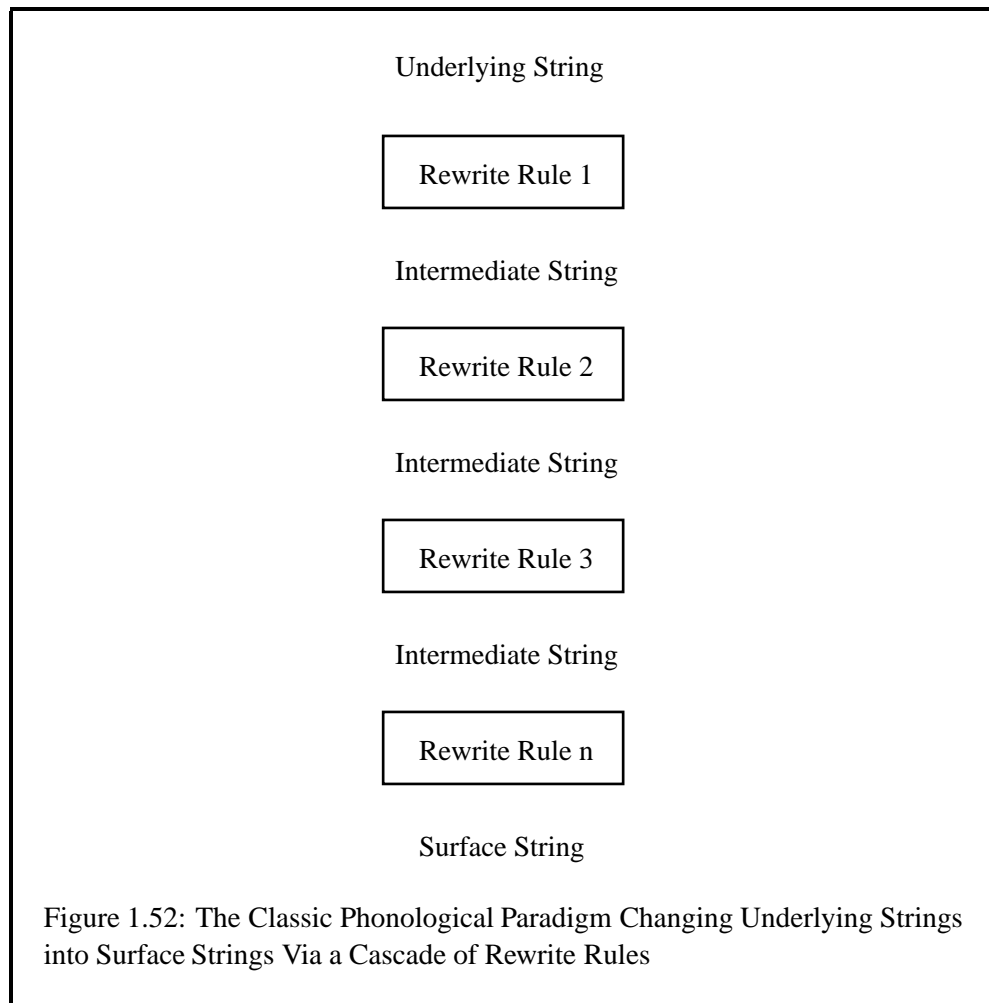 Underlying String
Rewrite Rule 1
Intermediate String
Rewrite Rule 2
Intermediate String
Rewrite Rule 3
Intermediate String
Rewrite Rule n
Surface String
Figure 1.52: The Classic Phonological Paradigm Changing Underlying Strings
into Surface Strings Via a Cascade of Rewrite Rules